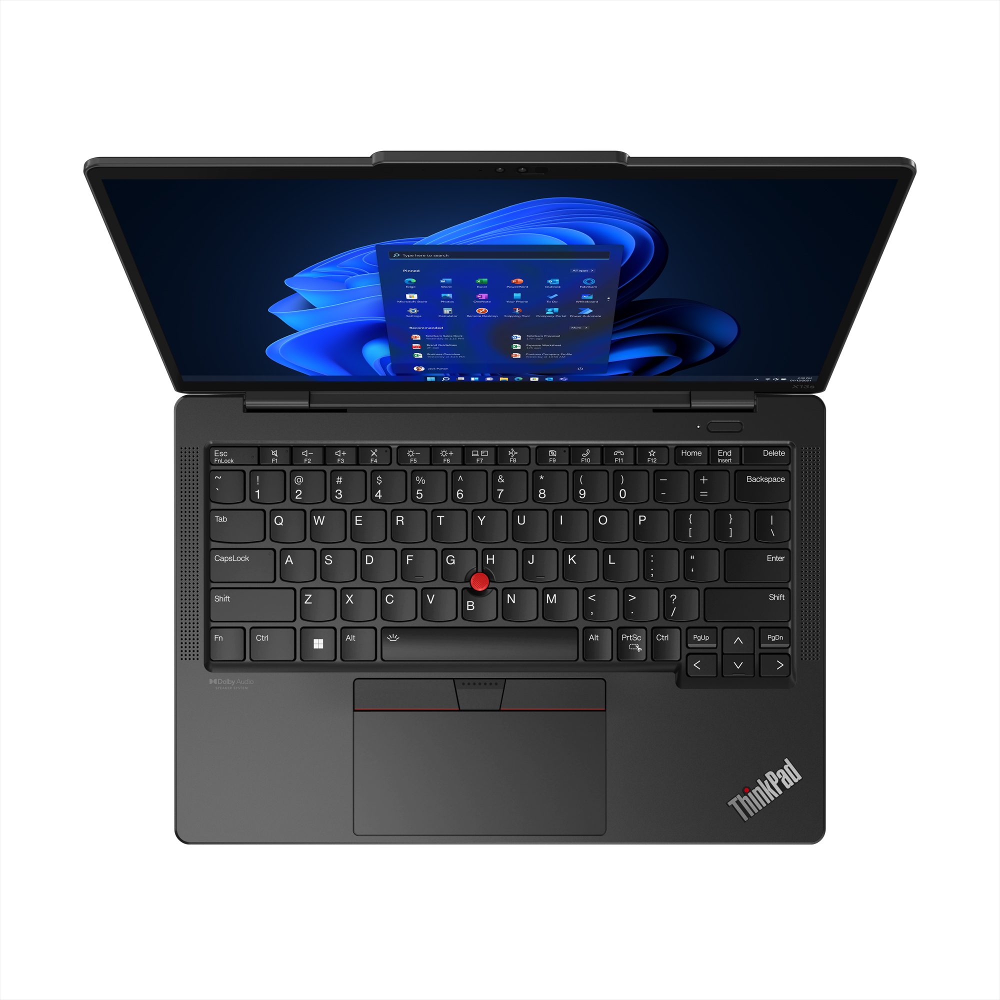 Type here to search
Pinned
All apps >
Edge Word Excel PowerPoint Outlook Fabrikam
Microsoft Store Photos OneNote Your Phone To Do Whiteboard
Settings Calculator Remote Desktop Snipping Tool Company Portal Power Automate
Recommended
More >
Fabrikam Sales Deck
Yesterday at 1:15 PM
Fabrikam Proposal
17m ago
Brand Guidelines
2h ago
Expense Worksheet
12h ago
Business Overview
Yesterday at 4:24 PM
Contoso Company Profile
Yesterday at 10:50 AM
Jack Purton
2:30 PM
01/12/2021
X13s
Esc
FnLock
F1 F2 F3 F4 F5 F6 F7 F8 F9 F10 F11 F12
Home
End
Insert
Delete
~ ! @ # $ % ^ & * ( ) – +
` 1 2 3 4 5 6 7 8 9 0 - =
Backspace
Tab Q W E R T Y U I O P { } |
[ ] \
CapsLock A S D F G H J K L : “ Enter
; ‘
Shift Z X C V B N M < > ? Shift
, . /
Fn Ctrl Alt Alt PrtSc Ctrl PgUp ^ PgDn
< v >
Dolby Audio
SPEAKER SYSTEM
ThinkPad